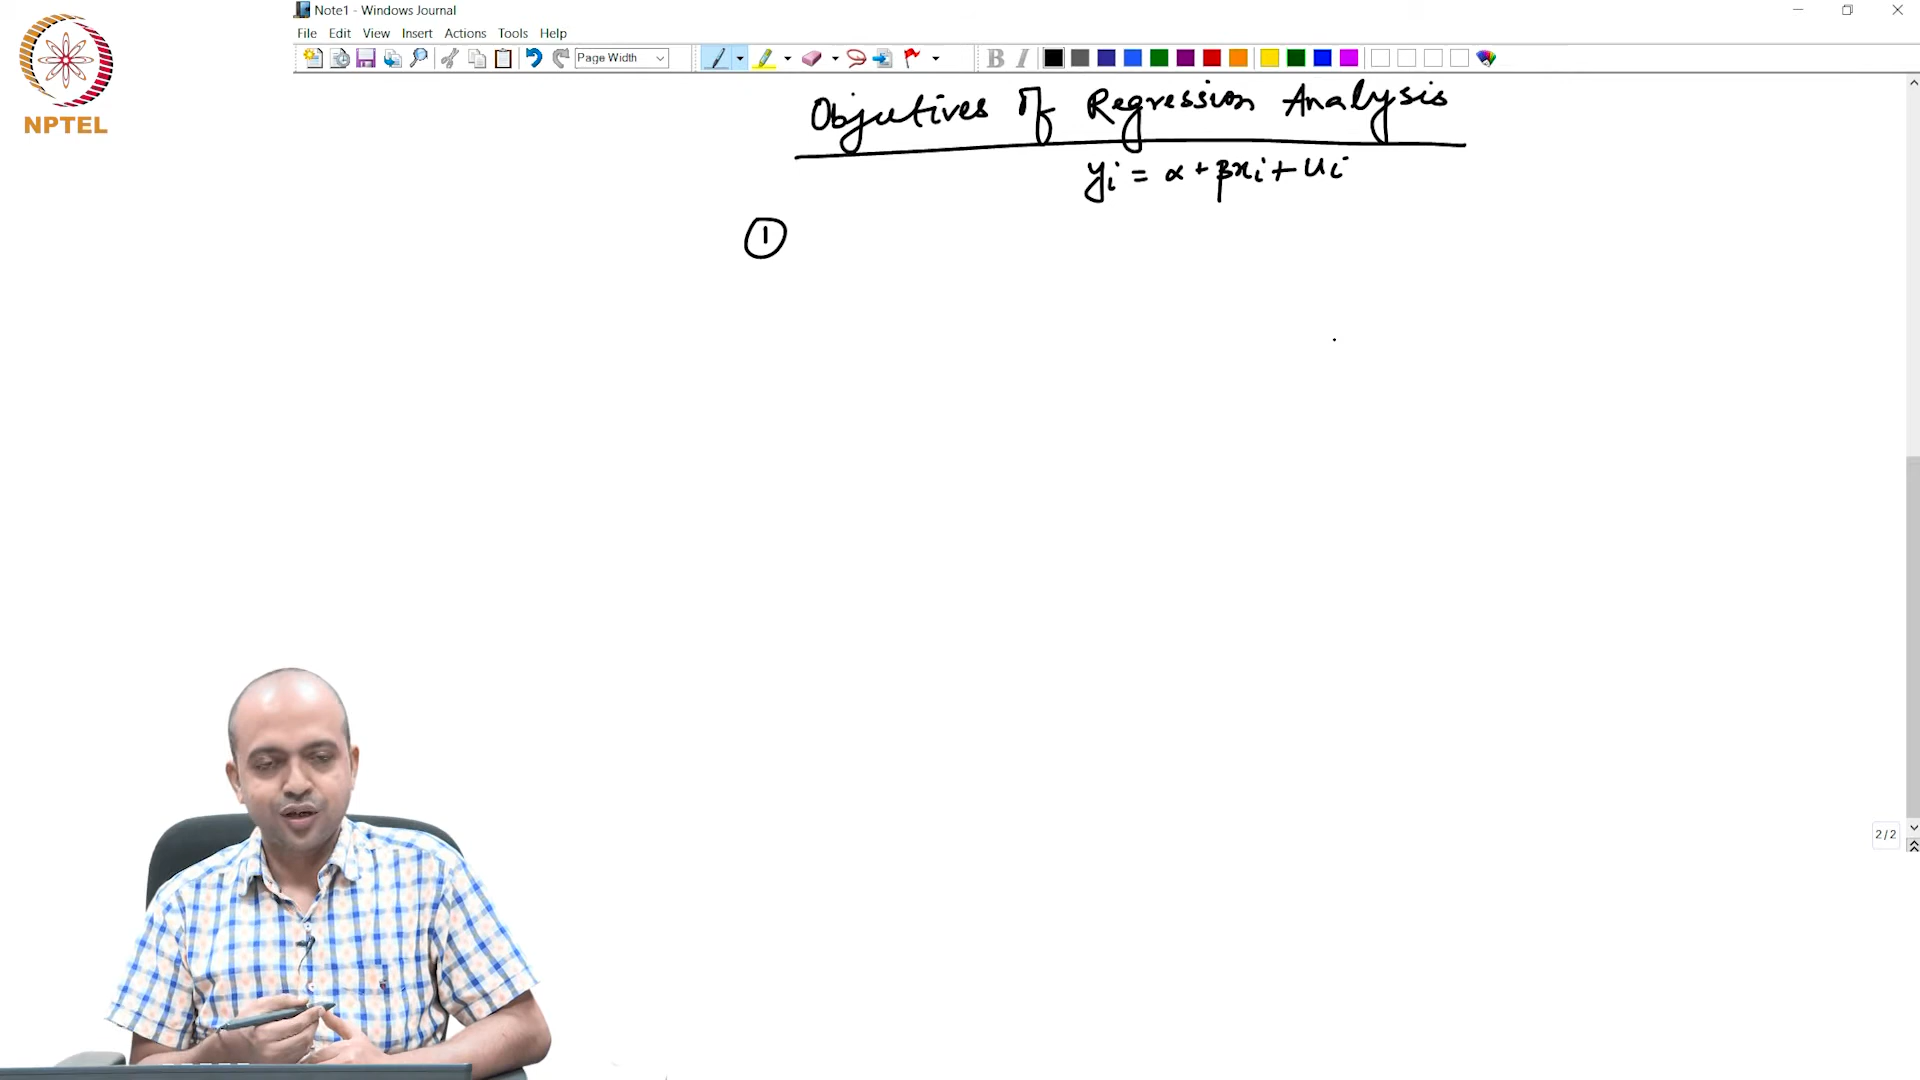 Note1 - Windows Journal
File Edit View Insert Actions Tools Help
Page Width
B I
NPTEL
Objectives of Regression Analysis
yi = α + βxi + ui
①
2/2